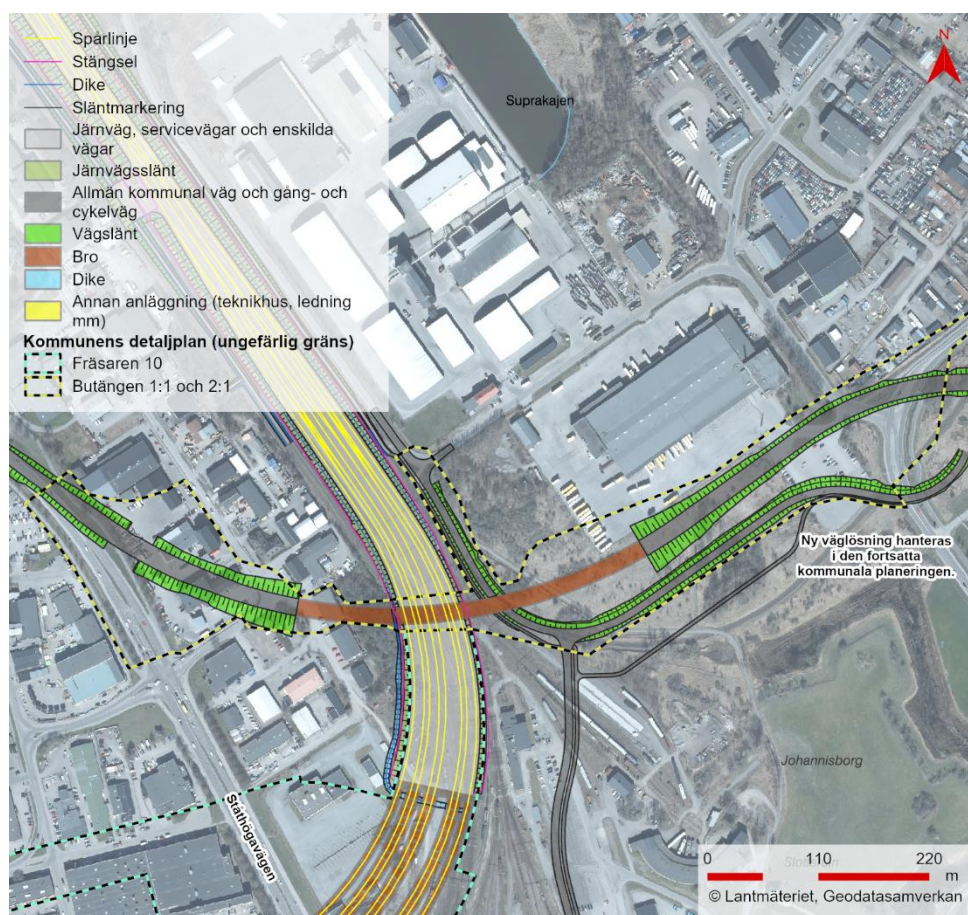 Spårlinje
Stängsel
Dike
Släntmarkering
Järnväg, servicevägar och enskilda
vägar
Järnvägsslänt
Allmän kommunal väg och gång- och
cykelväg
Vägslänt
Bro
Dike
Annan anläggning (teknikhus, ledning
mm)
Kommunens detaljplan (ungefärlig gräns)
Fräsaren 10
Butängen 1:1 och 2:1
Suprakajen
N
Ny väglösning hanteras
i den fortsatta
kommunala planeringen.
Johannisborg
Ståthögavägen
0 110 220
m
© Lantmäteriet, Geodatasamverkan